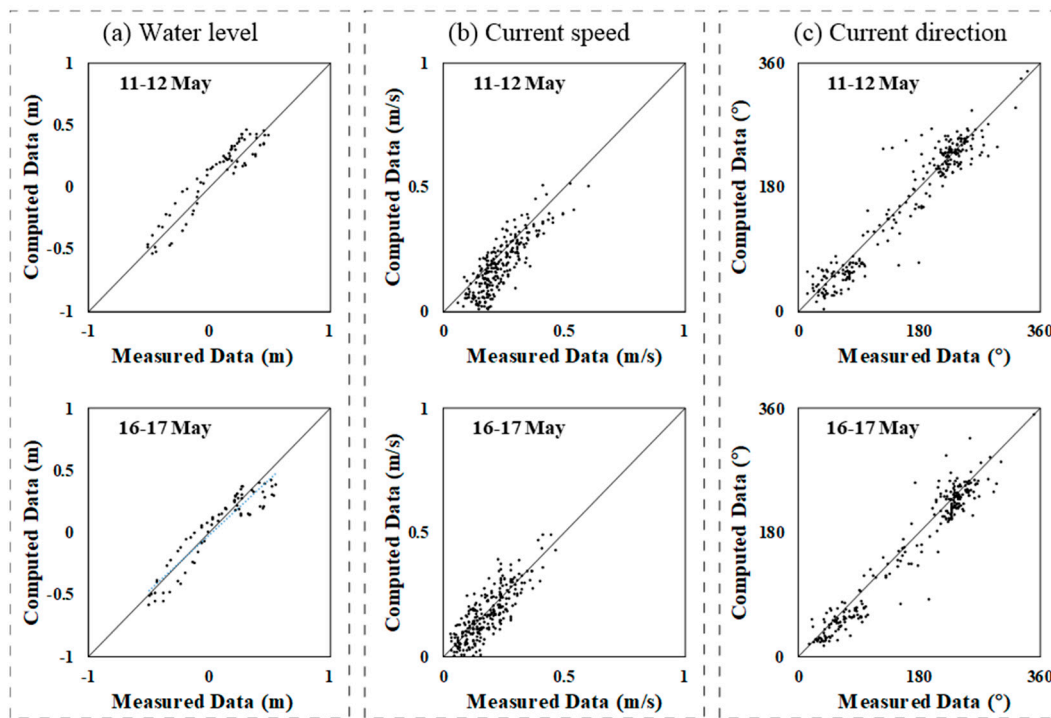 (a) Water level
(b) Current speed
(c) Current direction
1
0.5
0
-0.5
-1
-1
0
1
11-12 May
Computed Data (m)
Measured Data (m)
1
0.5
0
0
0.5
1
11-12 May
Computed Data (m/s)
Measured Data (m/s)
360
180
0
0
180
360
11-12 May
Computed Data (°)
Measured Data (°)
1
0.5
0
-0.5
-1
-1
0
1
16-17 May
Computed Data (m)
Measured Data (m)
1
0.5
0
0
0.5
1
16-17 May
Computed Data (m/s)
Measured Data (m/s)
360
180
0
0
180
360
16-17 May
Computed Data (°)
Measured Data (°)